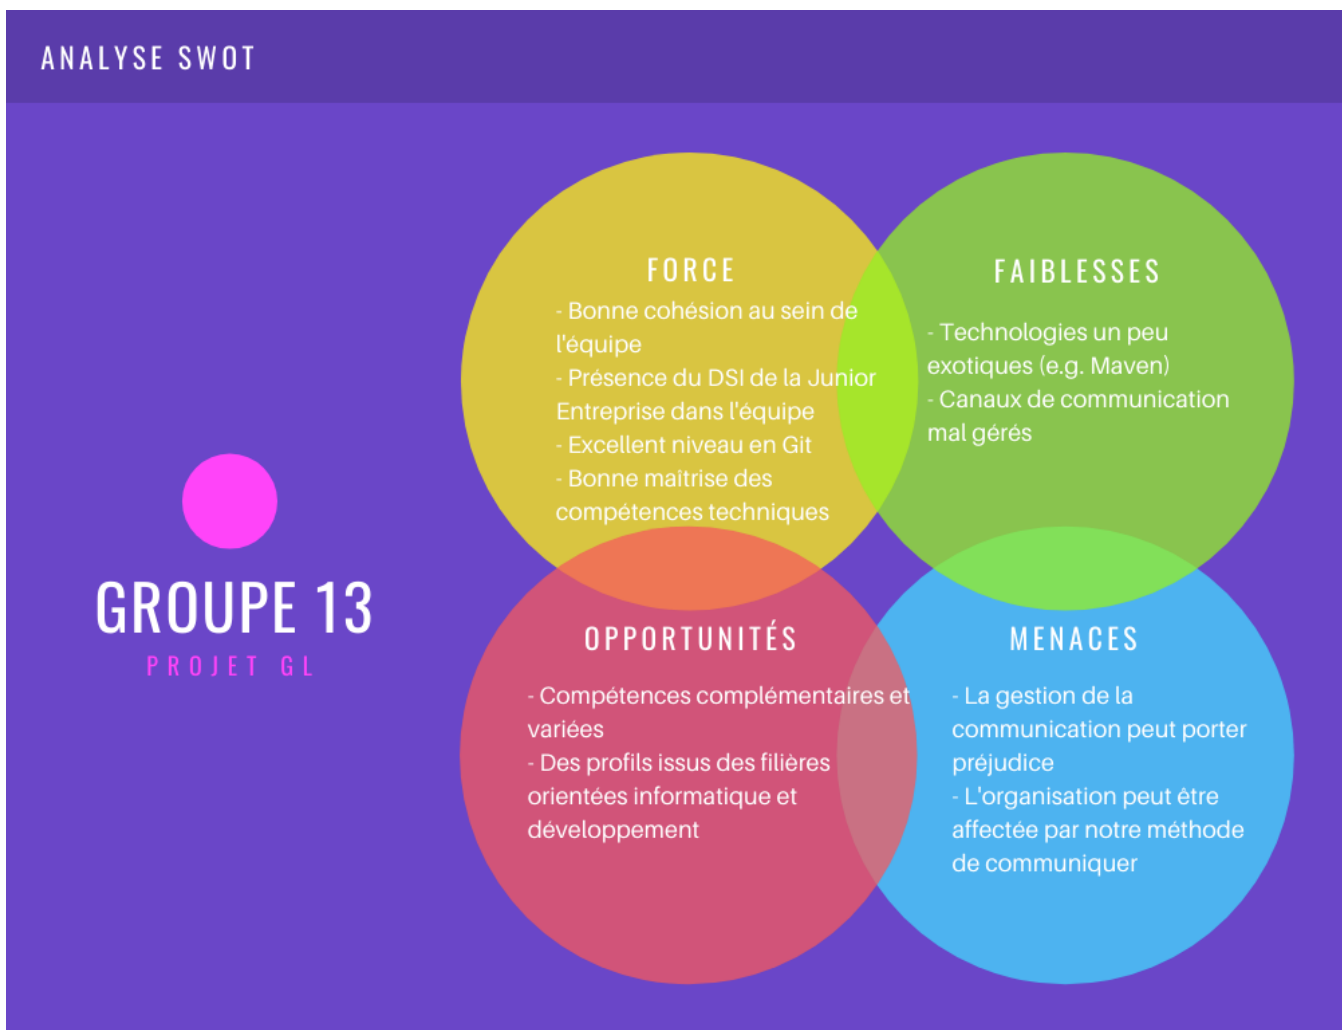 ANALYSE SWOT
GROUPE 13
PROJET GL
FORCE
- Bonne cohésion au sein de
l'équipe
- Présence du DSI de la Junior
Entreprise dans l'équipe
- Excellent niveau en Git
- Bonne maîtrise des
compétences techniques
FAIBLESSES
- Technologies un peu
exotiques (e.g. Maven)
- Canaux de communication
mal gérés
OPPORTUNITÉS
- Compétences complémentaires et
variées
- Des profils issus des filières
orientées informatique et
développement
MENACES
- La gestion de la
communication peut porter
préjudice
- L'organisation peut être
affectée par notre méthode
de communiquer